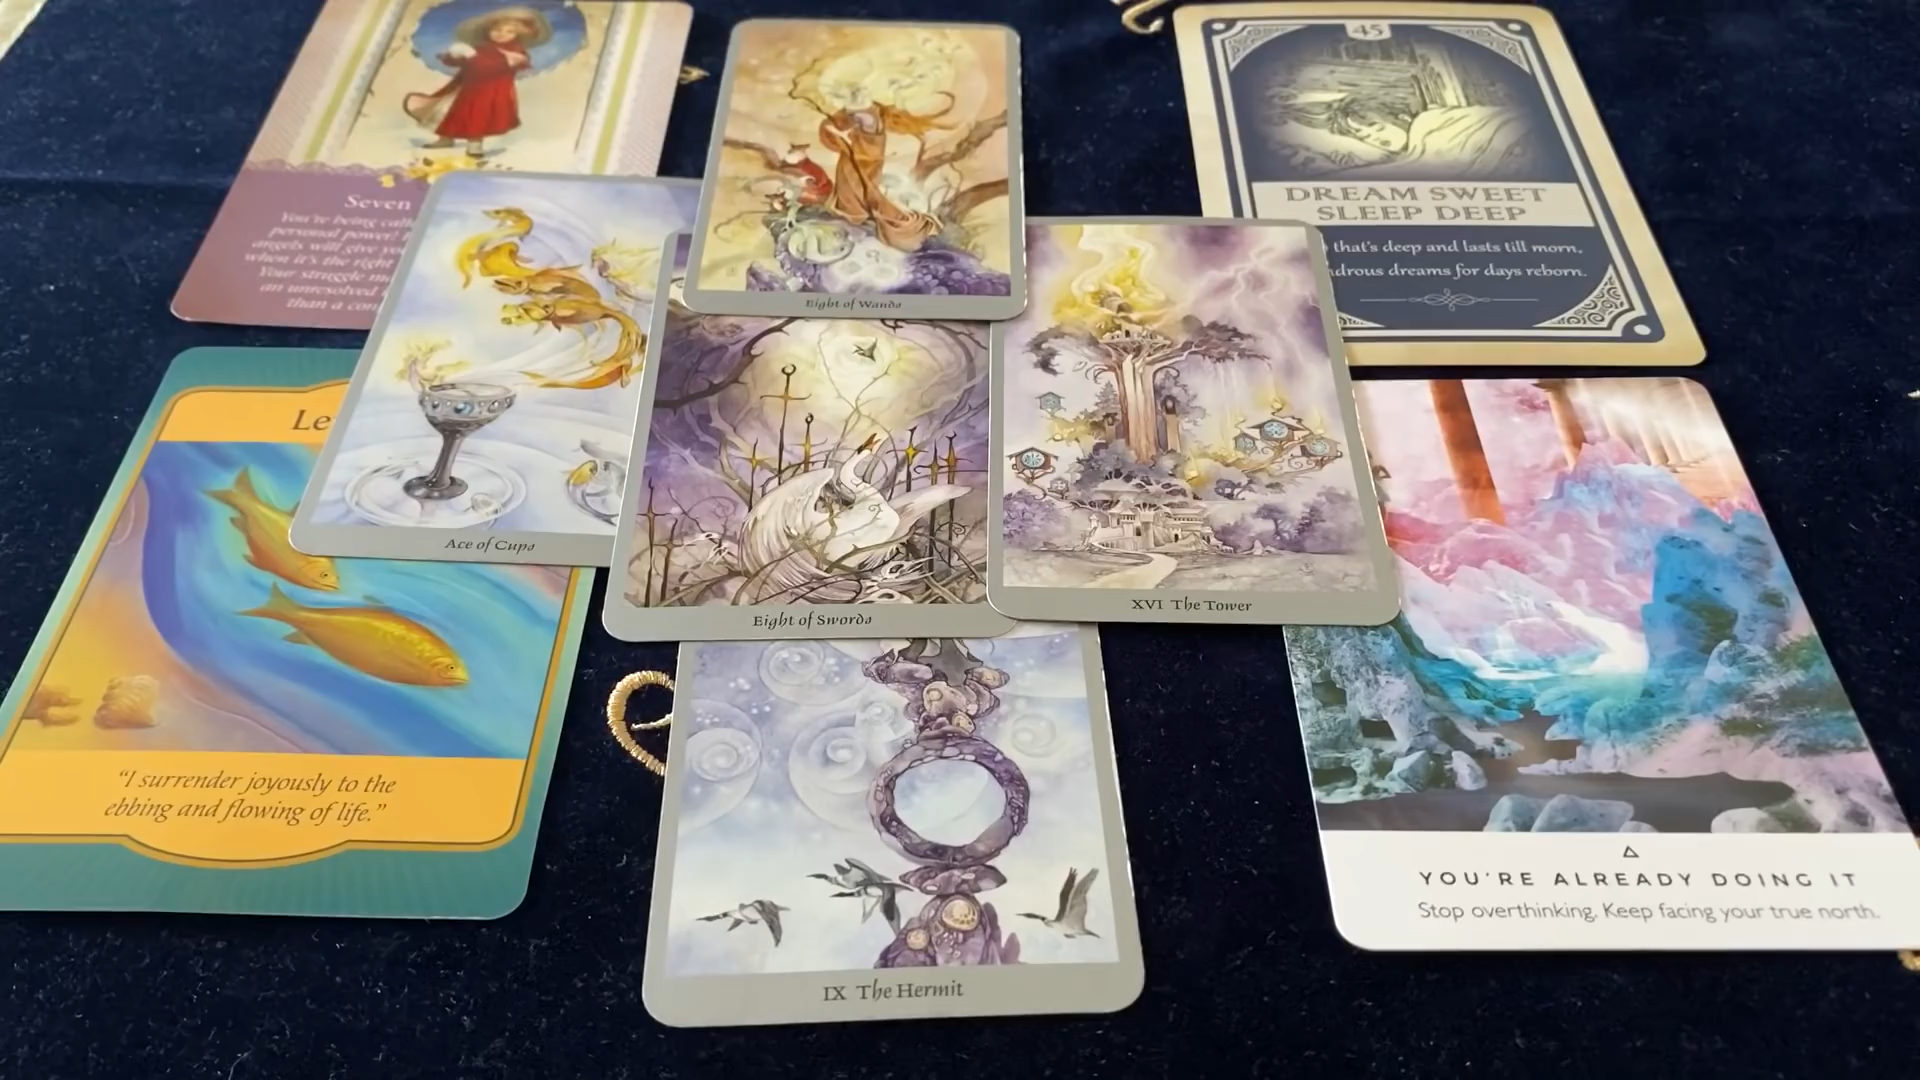 Seven
You're being calle
personal power!
angels will give yo
when it's the right
Your struggle
an unresolved
than a con
Eight of Wands
45
DREAM SWEET
SLEEP DEEP
that's deep and lasts till morn,
drous dreams for days reborn.
Ace of Cups
Le
"I surrender joyously to the
ebbing and flowing of life."
Eight of Swords
XVI The Tower
IX The Hermit
YOU'RE ALREADY DOING IT
Stop overthinking. Keep facing your true north.